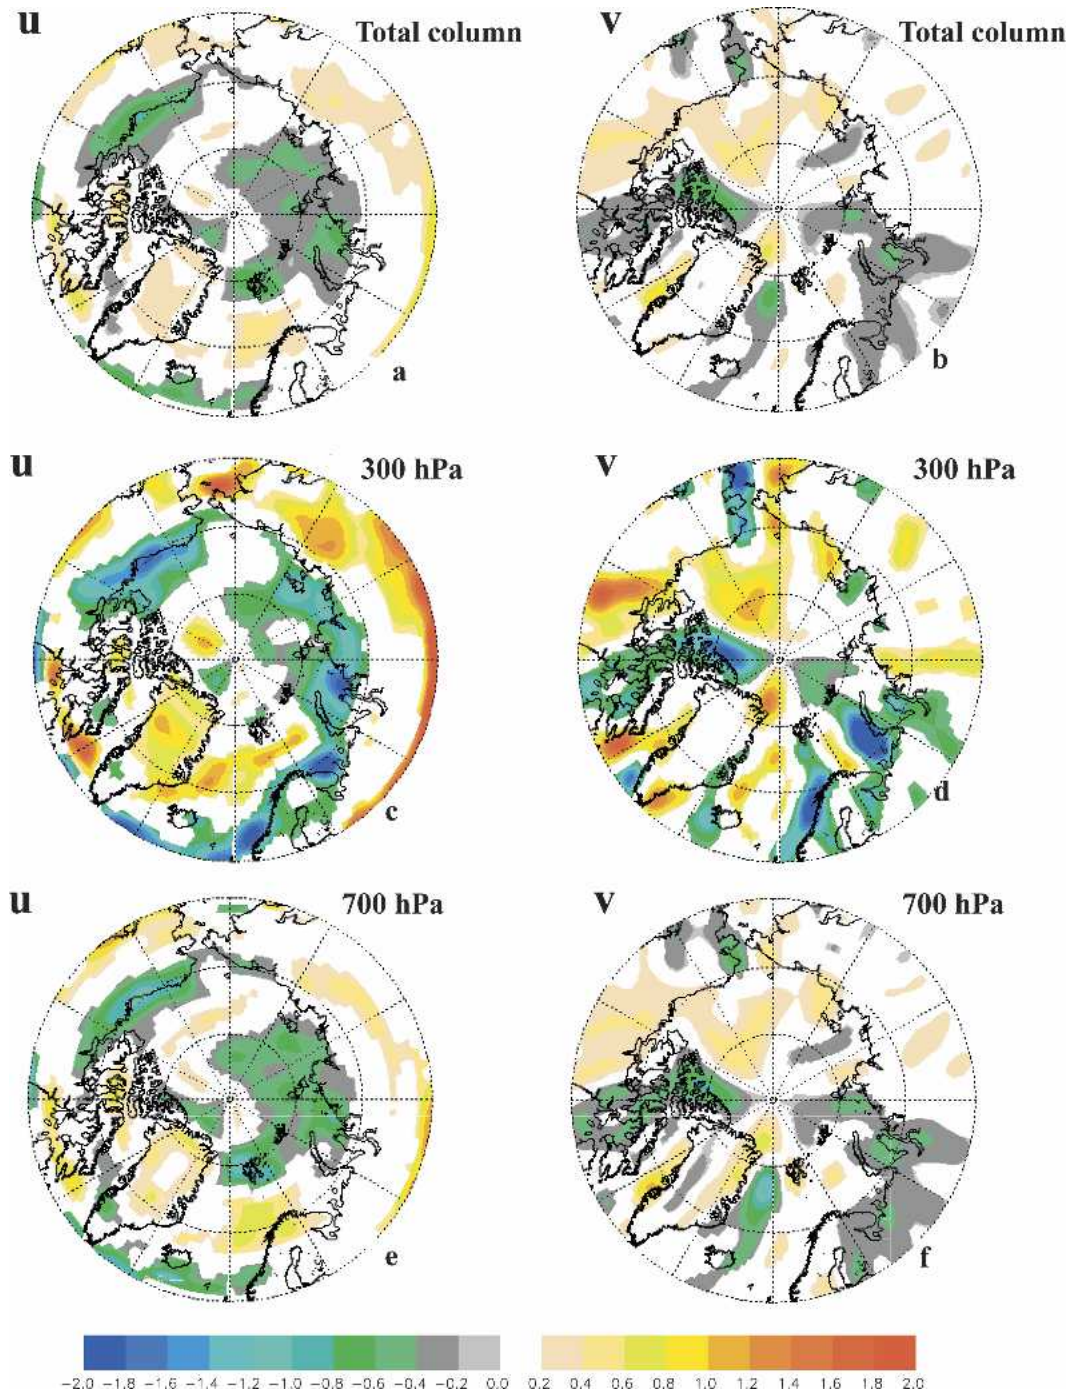 u Total column
v Total column
a
b
u 300 hPa
v 300 hPa
c
d
u 700 hPa
v 700 hPa
e
f
−2.0 −1.8 −1.6 −1.4 −1.2 −1.0 −0.8 −0.6 −0.4 −0.2 0.0 0.2 0.4 0.6 0.8 1.0 1.2 1.4 1.6 1.8 2.0